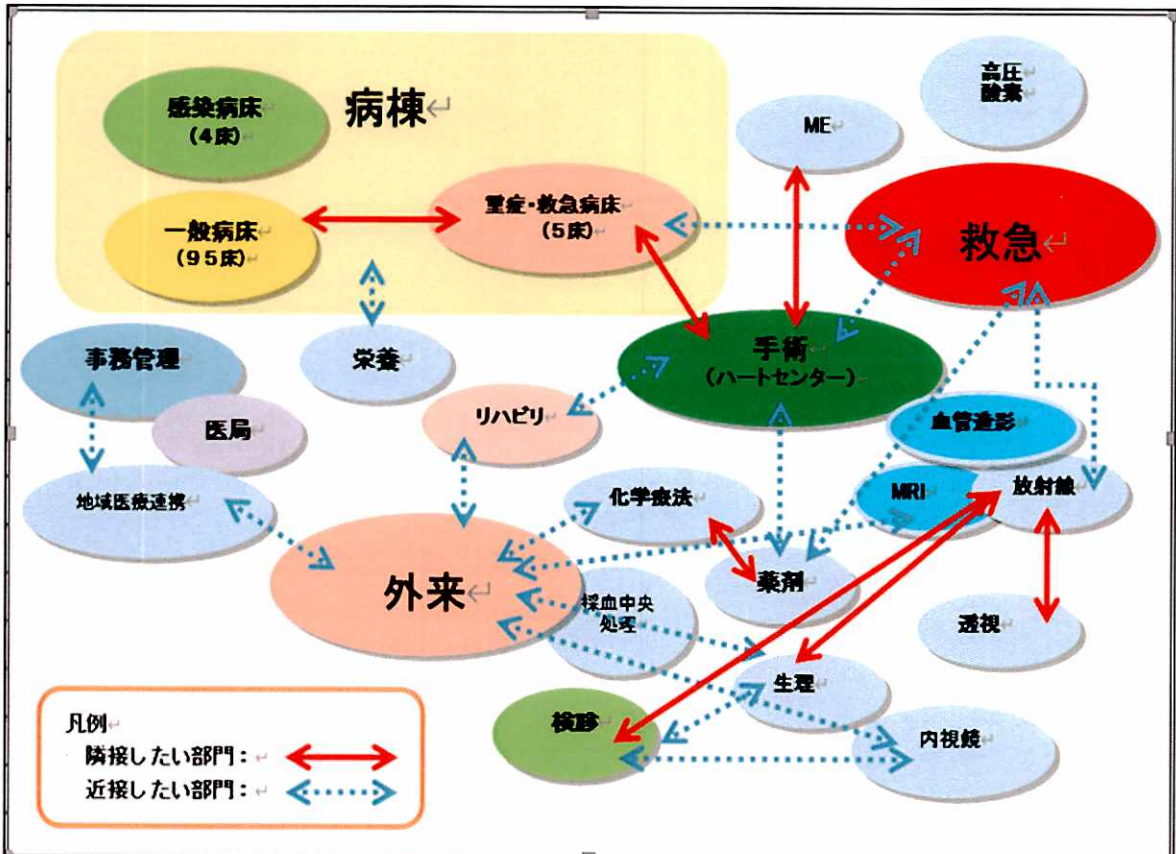 病棟
感染病床
(4床)
一般病床
(95床)
重症・救急病床
(5床)
ME
高圧
酸素
救急
手術
(ハートセンター)
事務管理
医局
地域医療連携
栄養
リハビリ
血管造影
MRI
放射線
化学療法
薬剤
外来
採血中央
処理
透視
生理
検診
内視鏡
凡例
隣接したい部門：
近接したい部門：